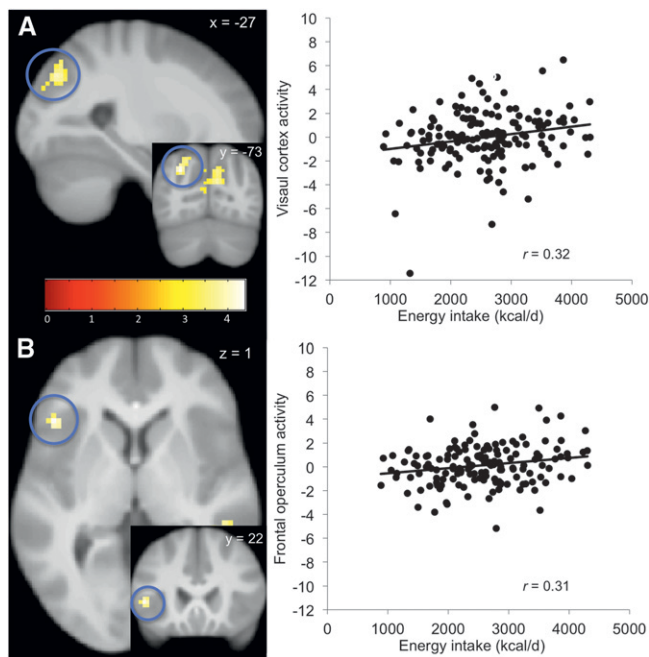 A
x = -27
y = -73
0 1 2 3 4
Visaul cortex activity
8
6
4
2
0
-2
-4
-6
-8
-10
-12
r = 0.32
0 1000 2000 3000 4000 5000
Energy intake (kcal/d)
B
z = 1
y = 22
Frontal operculum activity
10
8
6
4
2
0
-2
-4
-6
-8
-10
-12
r = 0.31
0 1000 2000 3000 4000 5000
Energy intake (kcal/d)